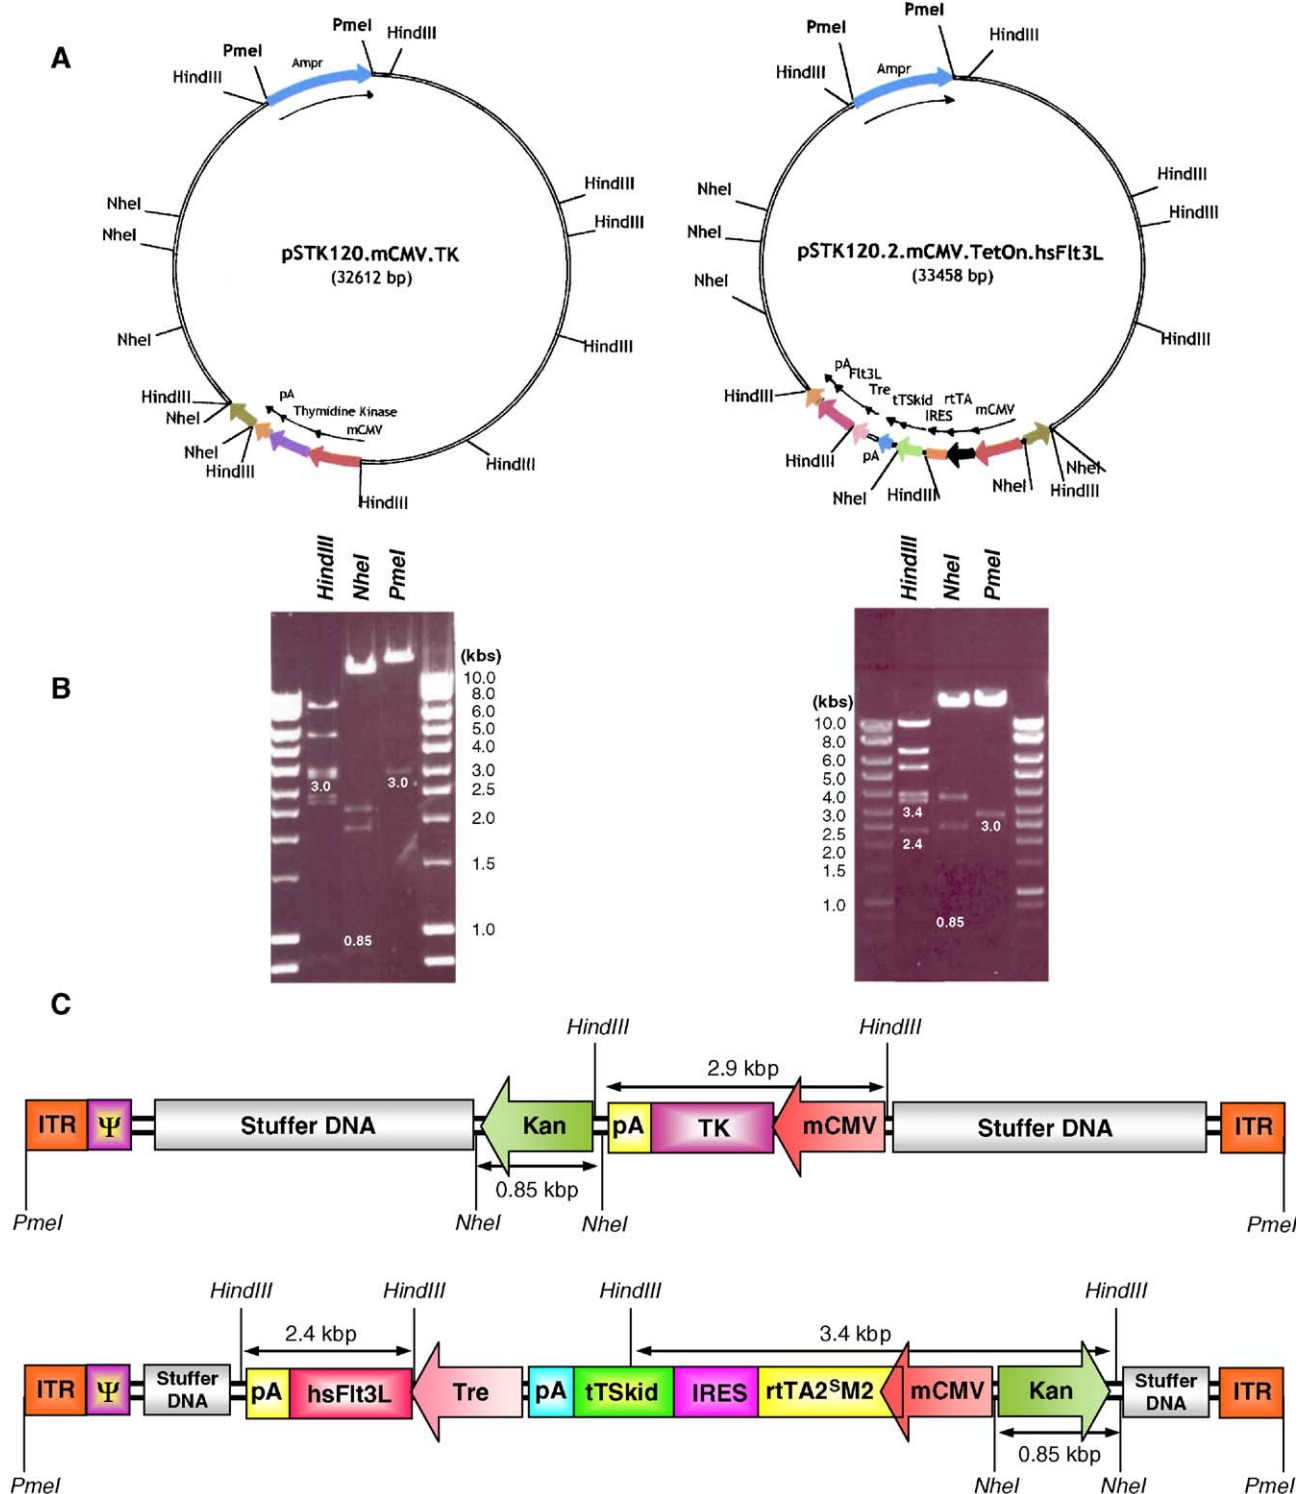 A
PmeI
PmeI
HindIII
HindIII
Ampr
HindIII
HindIII
NheI
NheI
pSTK120.mCMV.TK
(32612 bp)
NheI
HindIII
HindIII
NheI
pA
Thymidine Kinase
mCMV
NheI
HindIII
HindIII
HindIII
PmeI
PmeI
HindIII
HindIII
Ampr
HindIII
HindIII
NheI
NheI
NheI
pSTK120.2.mCMV.TetOn.hsFlt3L
(33458 bp)
HindIII
pA
Flt3L
Tre
tTSkid
rtTA
IRES
mCMV
HindIII
HindIII
pA
NheI
HindIII
NheI
NheI
HindIII
B
HindIII
NheI
PmeI
(kbs)
10.0
8.0
6.0
5.0
4.0
3.0
2.5
2.0
1.5
1.0
3.0
3.0
0.85
HindIII
NheI
PmeI
(kbs)
10.0
8.0
6.0
5.0
4.0
3.0
2.5
2.0
1.5
1.0
3.4
2.4
3.0
0.85
C
HindIII HindIII
2.9 kbp
ITR Ψ Stuffer DNA Kan pA TK mCMV Stuffer DNA ITR
0.85 kbp
PmeI NheI NheI PmeI
HindIII HindIII HindIII HindIII
2.4 kbp 3.4 kbp
ITR Ψ Stuffer DNA pA hsFlt3L Tre pA tTSkid IRES rtTA2SM2 mCMV Kan Stuffer DNA ITR
0.85 kbp
PmeI NheI NheI PmeI